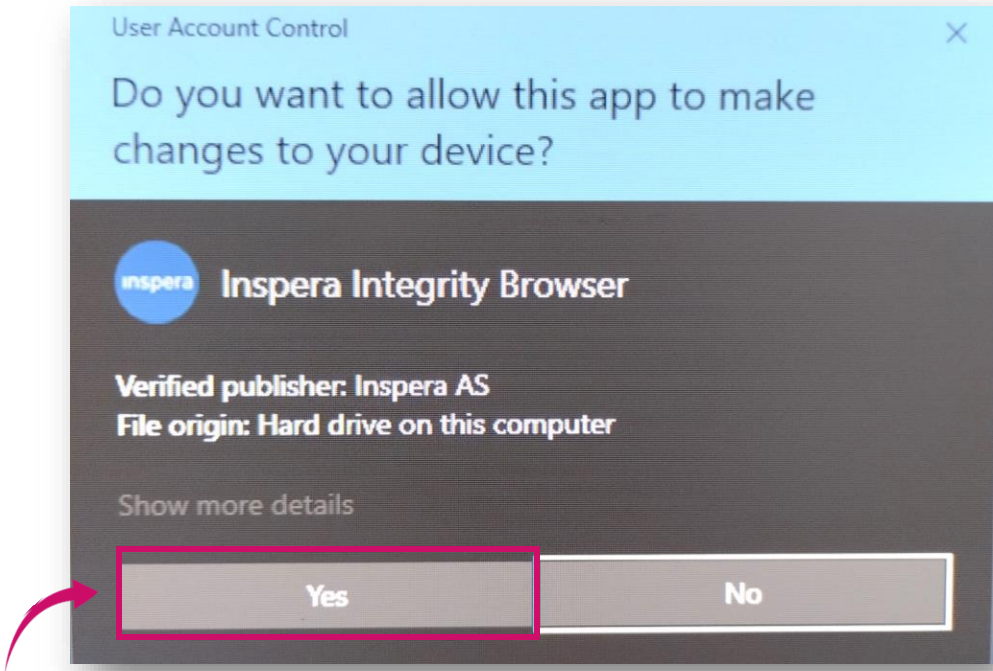 User Account Control
Do you want to allow this app to make
changes to your device?
inspera
Inspera Integrity Browser
Verified publisher: Inspera AS
File origin: Hard drive on this computer
Show more details
Yes
No